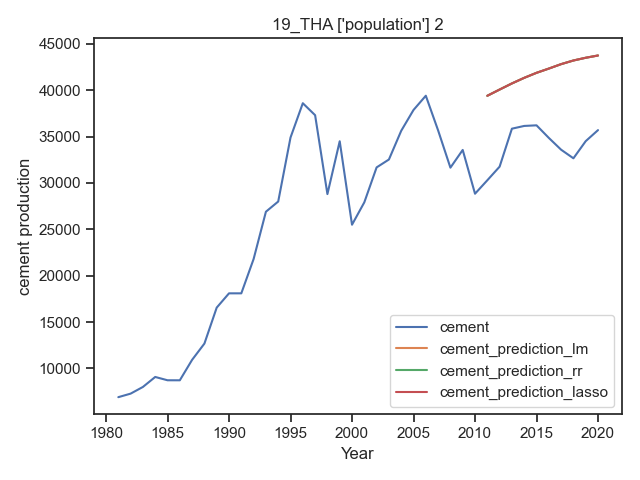 19_THA ['population'] 2
45000
40000
35000
30000
25000
20000
15000
10000
cement production
cement
cement_prediction_lm
cement_prediction_rr
cement_prediction_lasso
1980 1985 1990 1995 2000 2005 2010 2015 2020
Year